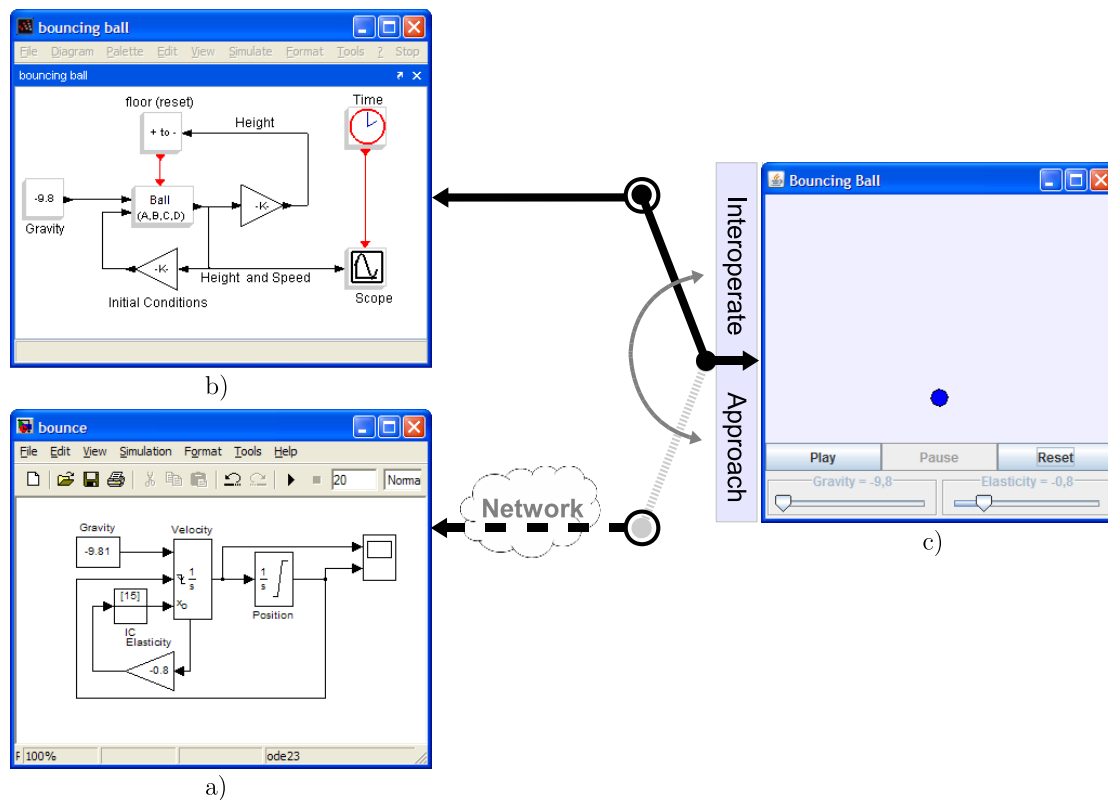 bouncing ball
File Diagram Palette Edit View Simulate Format Tools ? Stop
bouncing ball
floor (reset)
Time
+ to -
Height
-9.8
Ball
(A,B,C,D)
-K-
Gravity
-K-
Height and Speed
Initial Conditions
Scope
b)
bounce
File Edit View Simulation Format Tools Help
20
Norma
Gravity
Velocity
-9.81
1
s
1
s
[15]
xo
Position
IC
Elasticity
-0.8
F 100%
ode23
a)
Network
Interoperate Approach
Bouncing Ball
Play
Pause
Reset
Gravity = -9,8
Elasticity = -0,8
c)